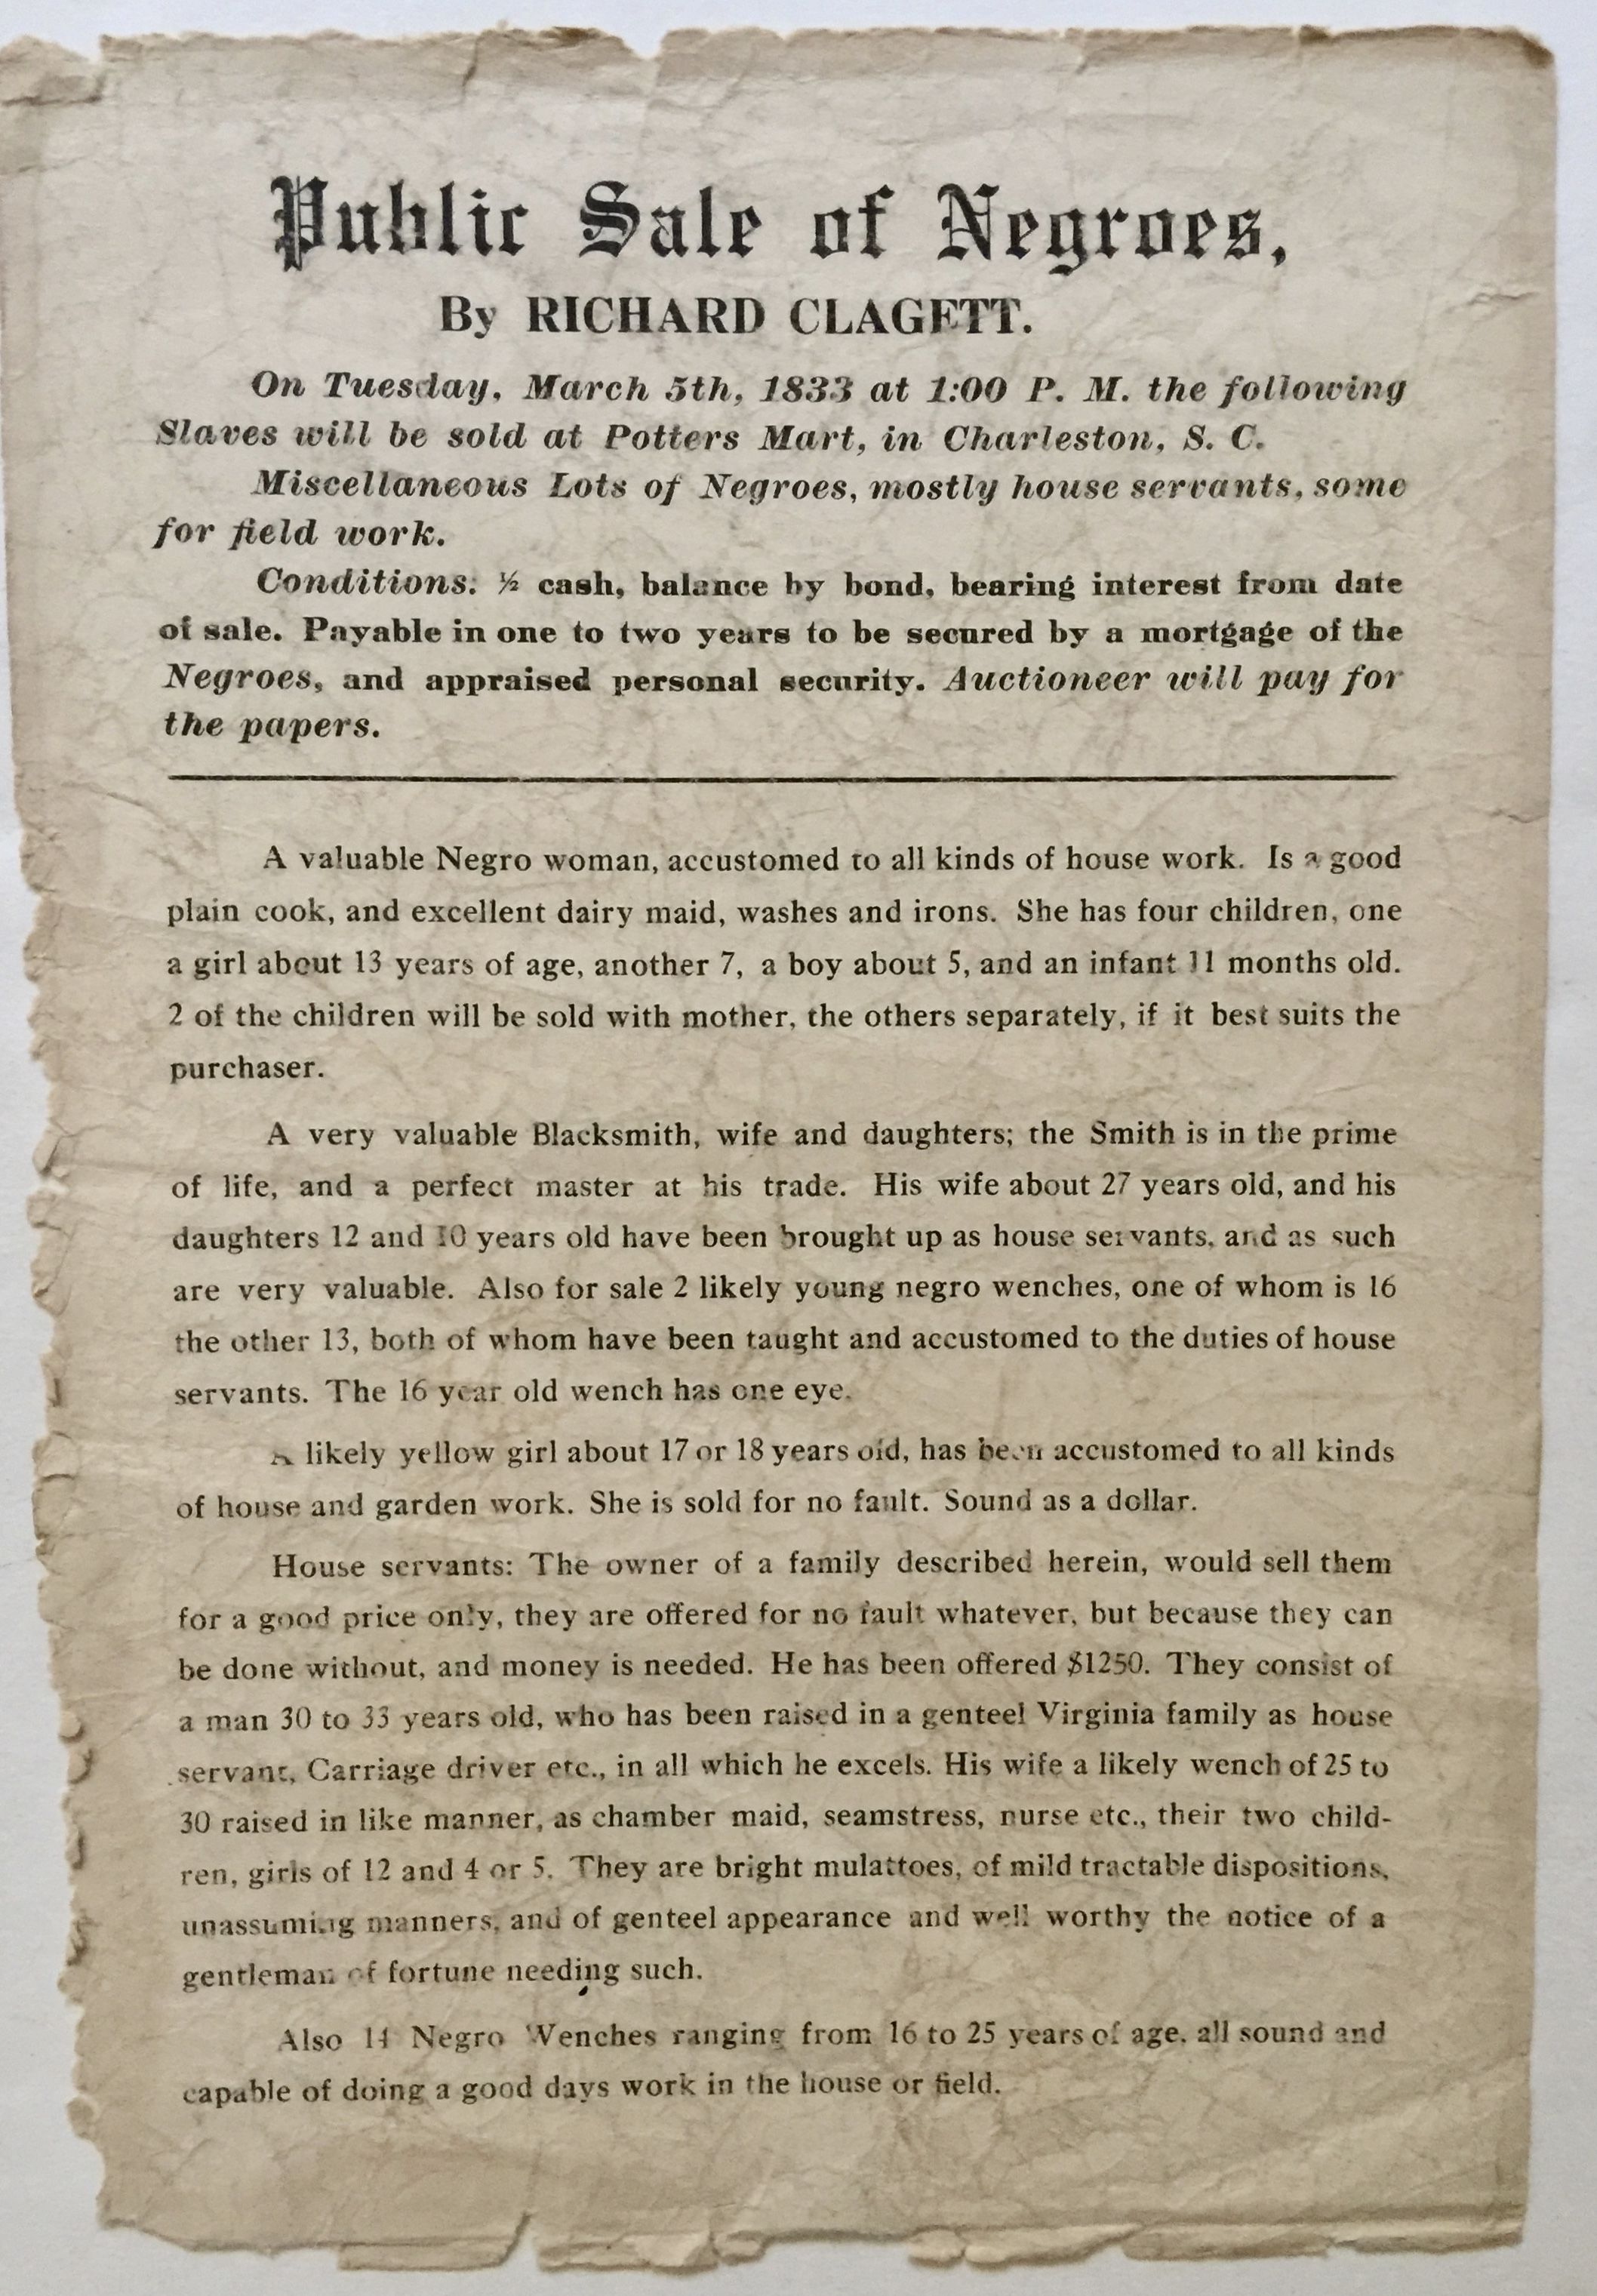 Public Sale of Negroes,
By RICHARD CLAGETT.
On Tuesday, March 5th, 1833 at 1:00 P. M. the following
Slaves will be sold at Potters Mart, in Charleston, S. C.
Miscellaneous Lots of Negroes, mostly house servants, some
for field work.
Conditions: ½ cash, balance by bond, bearing interest from date
of sale. Payable in one to two years to be secured by a mortgage of the
Negroes, and appraised personal security. Auctioneer will pay for
the papers.
A valuable Negro woman, accustomed to all kinds of house work. Is a good
plain cook, and excellent dairy maid, washes and irons. She has four children, one
a girl about 13 years of age, another 7, a boy about 5, and an infant 11 months old.
2 of the children will be sold with mother, the others separately, if it best suits the
purchaser.
A very valuable Blacksmith, wife and daughters; the Smith is in the prime
of life, and a perfect master at his trade. His wife about 27 years old, and his
daughters 12 and 10 years old have been brought up as house servants, and as such
are very valuable. Also for sale 2 likely young negro wenches, one of whom is 16
the other 13, both of whom have been taught and accustomed to the duties of house
servants. The 16 year old wench has one eye.
A likely yellow girl about 17 or 18 years old, has been accustomed to all kinds
of house and garden work. She is sold for no fault. Sound as a dollar.
House servants: The owner of a family described herein, would sell them
for a good price only, they are offered for no fault whatever, but because they can
be done without, and money is needed. He has been offered $1250. They consist of
a man 30 to 33 years old, who has been raised in a genteel Virginia family as house
servant, Carriage driver etc., in all which he excels. His wife a likely wench of 25 to
30 raised in like manner, as chamber maid, seamstress, nurse etc., their two child-
ren, girls of 12 and 4 or 5. They are bright mulattoes, of mild tractable dispositions,
unassuming manners, and of genteel appearance and well worthy the notice of a
gentleman of fortune needing such.
Also 14 Negro Wenches ranging from 16 to 25 years of age, all sound and
capable of doing a good days work in the house or field.